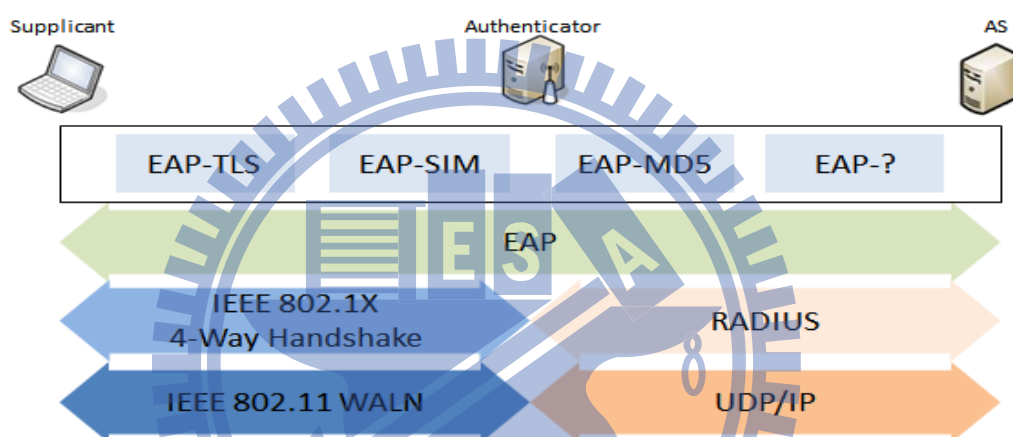 Supplicant
Authenticator
AS
EAP-TLS
EAP-SIM
EAP-MD5
EAP-?
EAP
E S A
IEEE 802.1X
4-Way Handshake
RADIUS
8
IEEE 802.11 WALN
UDP/IP